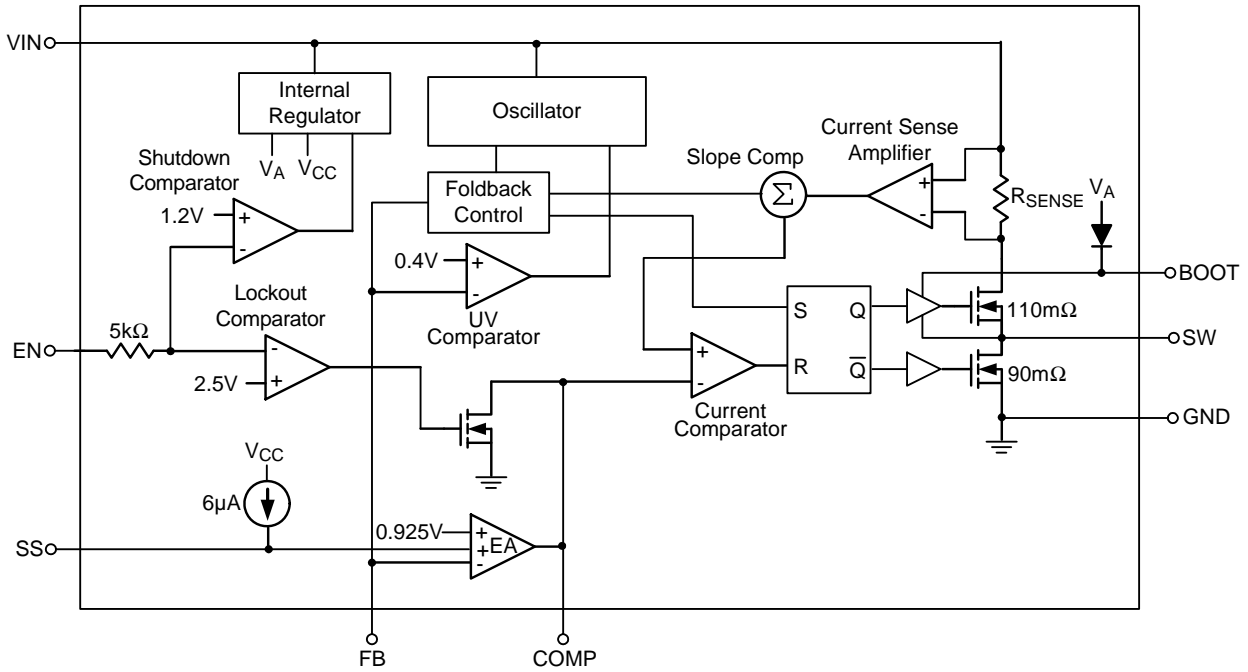 VIN
Internal
Regulator
Oscillator
Current Sense
Amplifier
Shutdown
Comparator
VA
VCC
Slope Comp
Foldback
Control
Σ
+
-
RSENSE
VA
1.2V
+
-
0.4V
+
-
UV
Comparator
BOOT
Lockout
Comparator
S
Q
110mΩ
EN
5kΩ
SW
2.5V
-
+
+
-
R
Q̅
90mΩ
Current
Comparator
GND
VCC
6µA
SS
0.925V
+
+
-
EA
FB
COMP